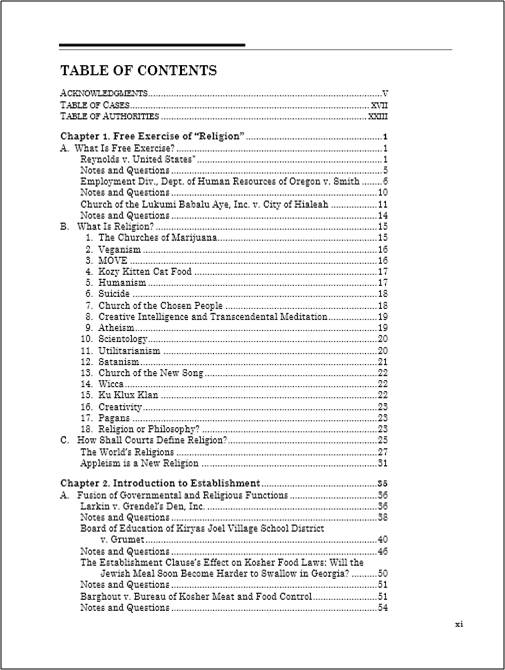 TABLE OF CONTENTS
ACKNOWLEDGMENTS....................V
TABLE OF CASES....................XVII
TABLE OF AUTHORITIES....................XXIII
Chapter 1. Free Exercise of “Religion”....................1
A. What Is Free Exercise?....................1
Reynolds v. United States*....................1
Notes and Questions....................5
Employment Div., Dept. of Human Resources of Oregon v. Smith........6
Notes and Questions....................10
Church of the Lukumi Babalu Aye, Inc. v. City of Hialeah....................11
Notes and Questions....................14
B. What Is Religion?....................15
1. The Churches of Marijuana....................15
2. Veganism....................16
3. MOVE....................16
4. Kozy Kitten Cat Food....................17
5. Humanism....................17
6. Suicide....................18
7. Church of the Chosen People....................18
8. Creative Intelligence and Transcendental Meditation....................19
9. Atheism....................19
10. Scientology....................20
11. Utilitarianism....................20
12. Satanism....................21
13. Church of the New Song....................22
14. Wicca....................22
15. Ku Klux Klan....................22
16. Creativity....................23
17. Pagans....................23
18. Religion or Philosophy?....................23
C. How Shall Courts Define Religion?....................25
The World's Religions....................27
Appleism is a New Religion....................31
Chapter 2. Introduction to Establishment....................35
A. Fusion of Governmental and Religious Functions....................36
Larkin v. Grendel's Den, Inc.....................36
Notes and Questions....................38
Board of Education of Kiryas Joel Village School District
v. Grumet....................40
Notes and Questions....................46
The Establishment Clause's Effect on Kosher Food Laws: Will the
Jewish Meal Soon Become Harder to Swallow in Georgia?..........50
Notes and Questions....................51
Barghout v. Bureau of Kosher Meat and Food Control....................51
Notes and Questions....................54
xi